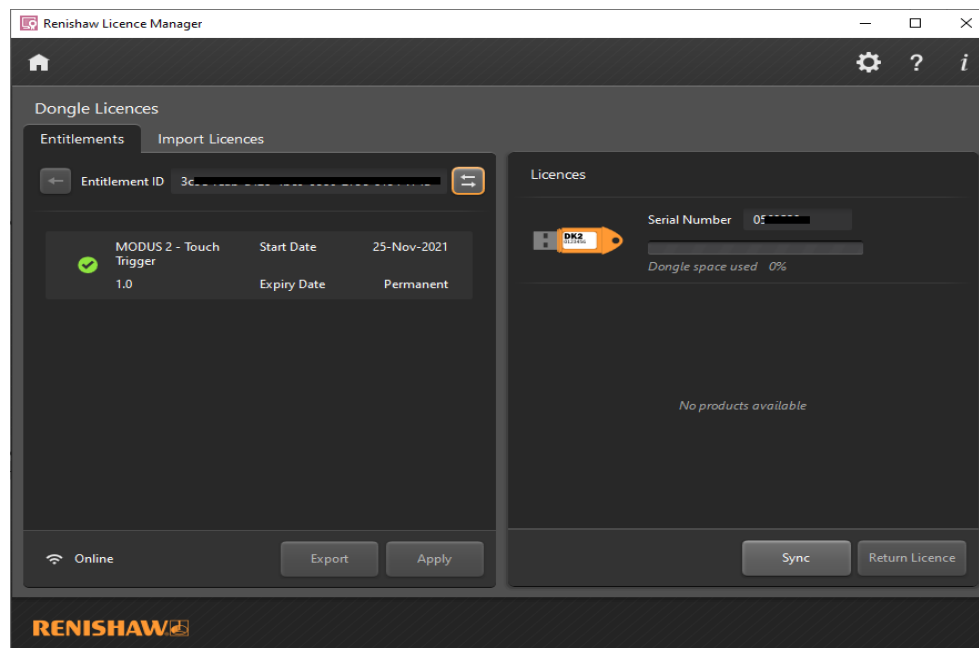 Renishaw Licence Manager
? i
Dongle Licences
Entitlements Import Licences
Entitlement ID
MODUS 2 - Touch Trigger Start Date 25-Nov-2021
1.0 Expiry Date Permanent
Online Export Apply
Licences
DK2
Serial Number
Dongle space used 0%
No products available
Sync Return Licence
RENISHAW